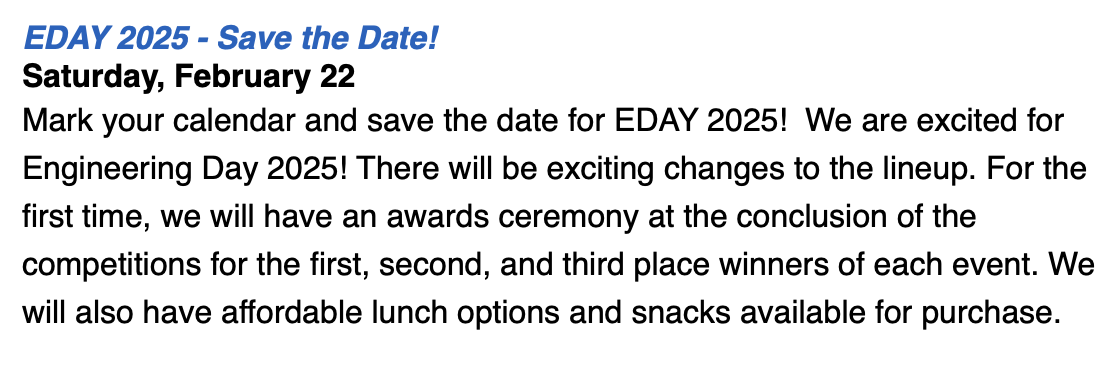 EDAY 2025 - Save the Date!
Saturday, February 22
Mark your calendar and save the date for EDAY 2025!  We are excited for
Engineering Day 2025! There will be exciting changes to the lineup. For the
first time, we will have an awards ceremony at the conclusion of the
competitions for the first, second, and third place winners of each event. We
will also have affordable lunch options and snacks available for purchase.